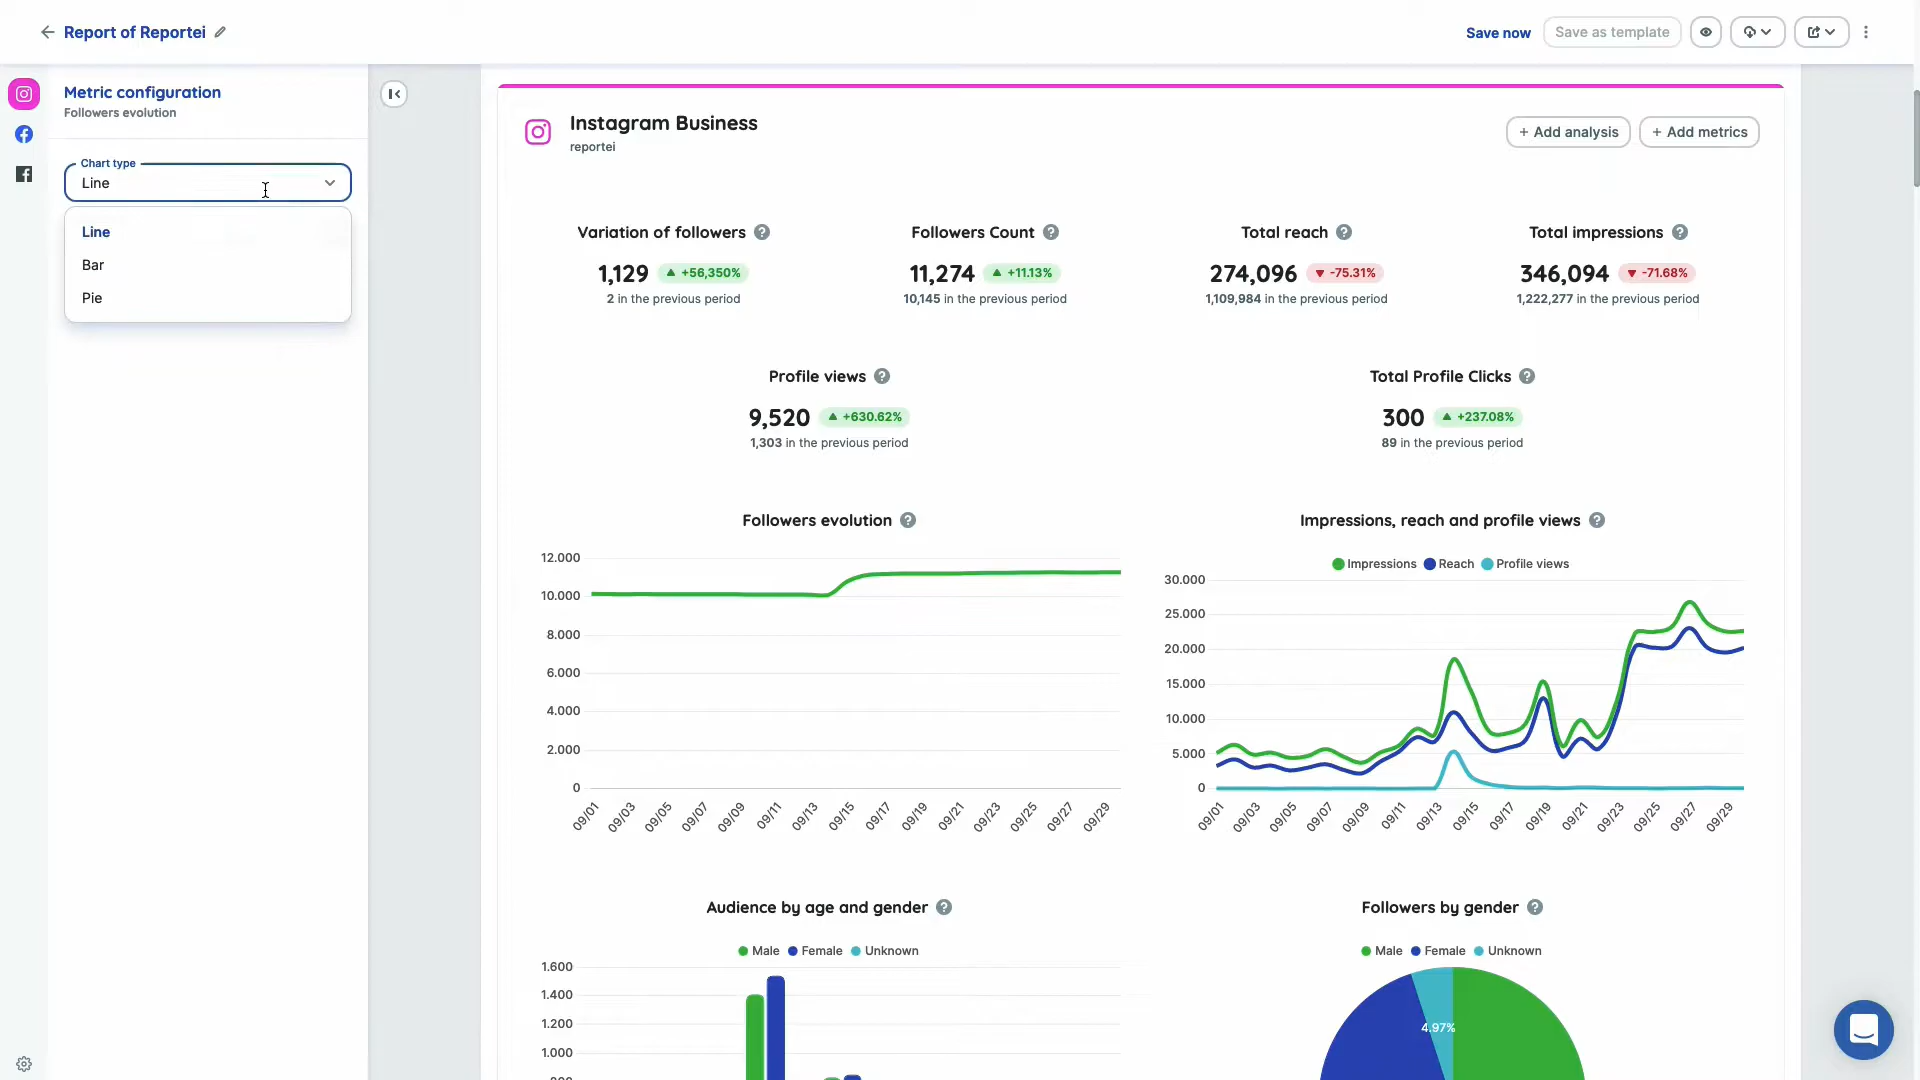 Report of Reportei
Save now
Save as template
Metric configuration
Followers evolution
Chart type
Line
Line
Bar
Pie
Instagram Business
reportei
+ Add analysis
+ Add metrics
Variation of followers ?
1,129 ▲ +56,350%
2 in the previous period
Followers Count ?
11,274 ▲ +11.13%
10,145 in the previous period
Total reach ?
274,096 ▼ -75.31%
1,109,984 in the previous period
Total impressions ?
346,094 ▼ -71.68%
1,222,277 in the previous period
Profile views ?
9,520 ▲ +630.62%
1,303 in the previous period
Total Profile Clicks ?
300 ▲ +237.08%
89 in the previous period
Followers evolution ?
12.000
10.000
8.000
6.000
4.000
2.000
0
09/01 09/03 09/05 09/07 09/09 09/11 09/13 09/15 09/17 09/19 09/21 09/23 09/25 09/27 09/29
Impressions, reach and profile views ?
Impressions Reach Profile views
30.000
25.000
20.000
15.000
10.000
5.000
0
09/01 09/03 09/05 09/07 09/09 09/11 09/13 09/15 09/17 09/19 09/21 09/23 09/25 09/27 09/29
Audience by age and gender ?
Male Female Unknown
1.600
1.400
1.200
1.000
Followers by gender ?
Male Female Unknown
4.97%